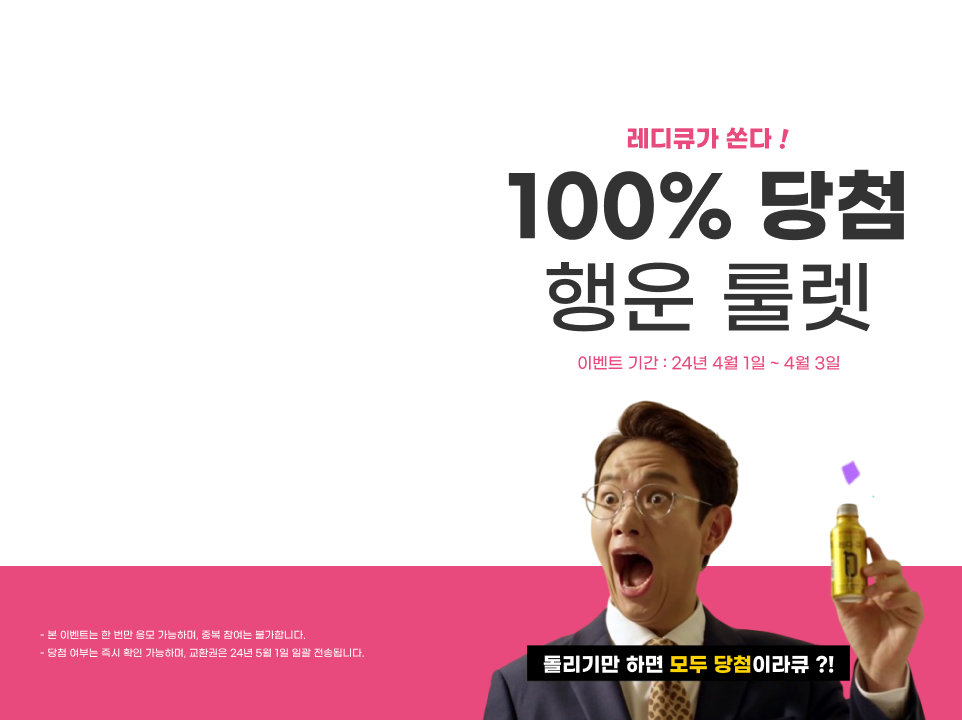 레디큐가 쏜다 !
100% 당첨
행운 룰렛
이벤트 기간 : 24년 4월 1일 ~ 4월 3일
돌리기만 하면 모두 당첨이라큐 ?!
- 본 이벤트는 한 번만 응모 가능하며, 중복 참여는 불가합니다.
- 당첨 여부는 즉시 확인 가능하며, 교환권은 24년 5월 1일 일괄 전송됩니다.